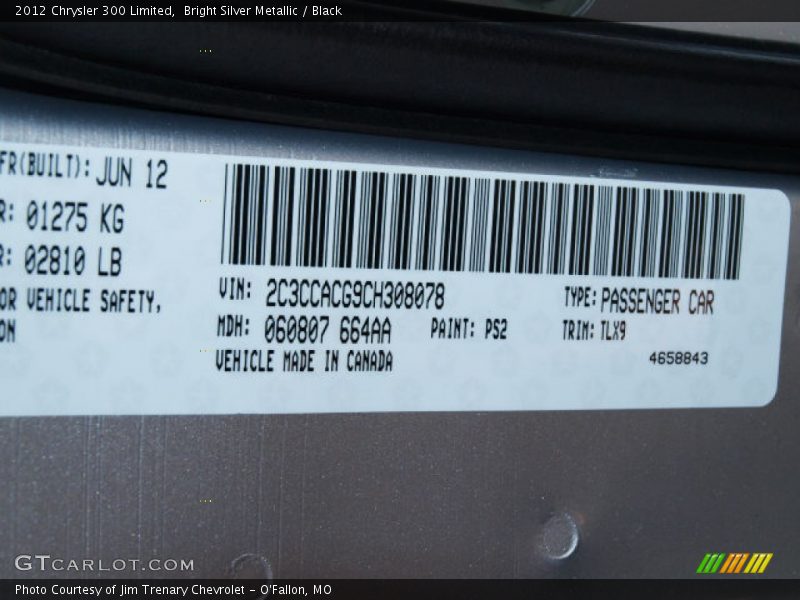 2012 Chrysler 300 Limited, Bright Silver Metallic / Black
FR(BUILT): JUN 12
R: 01275 KG
R: 02810 LB
OR VEHICLE SAFETY,
ON
VIN: 2C3CCACG9CH308078
TYPE: PASSENGER CAR
MDH: 060807 664AA
PAINT: PS2
TRIM: TLX9
VEHICLE MADE IN CANADA
4658843
GTCARLOT.COM
Photo Courtesy of Jim Trenary Chevrolet - O'Fallon, MO